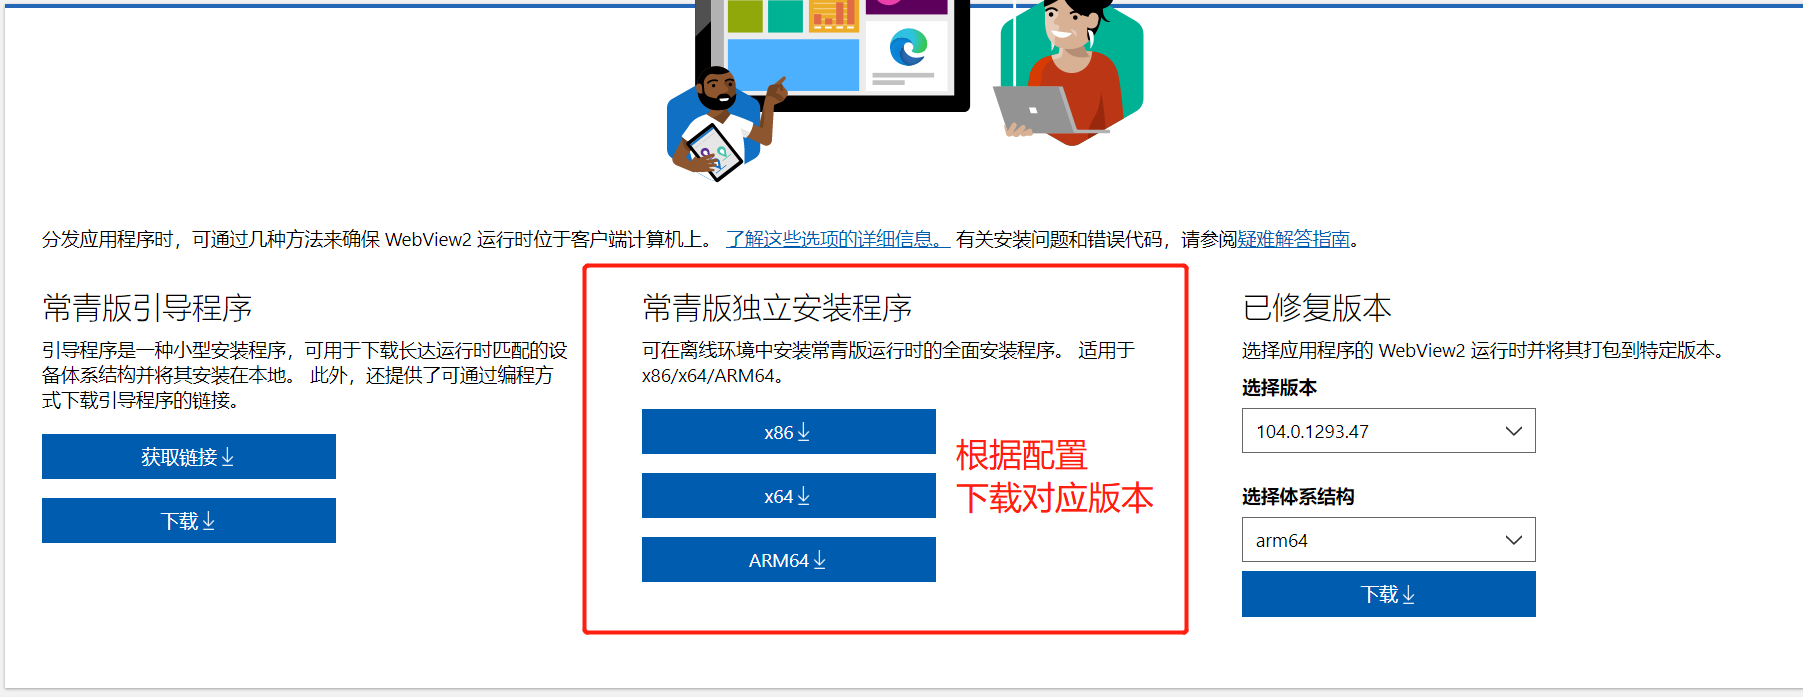 分发应用程序时，可通过几种方法来确保 WebView2 运行时位于客户端计算机上。 了解这些选项的详细信息。 有关安装问题和错误代码，请参阅疑难解答指南。
常青版引导程序
引导程序是一种小型安装程序，可用于下载长达运行时匹配的设
备体系结构并将其安装在本地。 此外，还提供了可通过编程方
式下载引导程序的链接。
获取链接
下载
常青版独立安装程序
可在离线环境中安装常青版运行时的全面安装程序。 适用于
x86/x64/ARM64。
x86
x64
ARM64
根据配置
下载对应版本
已修复版本
选择应用程序的 WebView2 运行时并将其打包到特定版本。
选择版本
104.0.1293.47
选择体系结构
arm64
下载